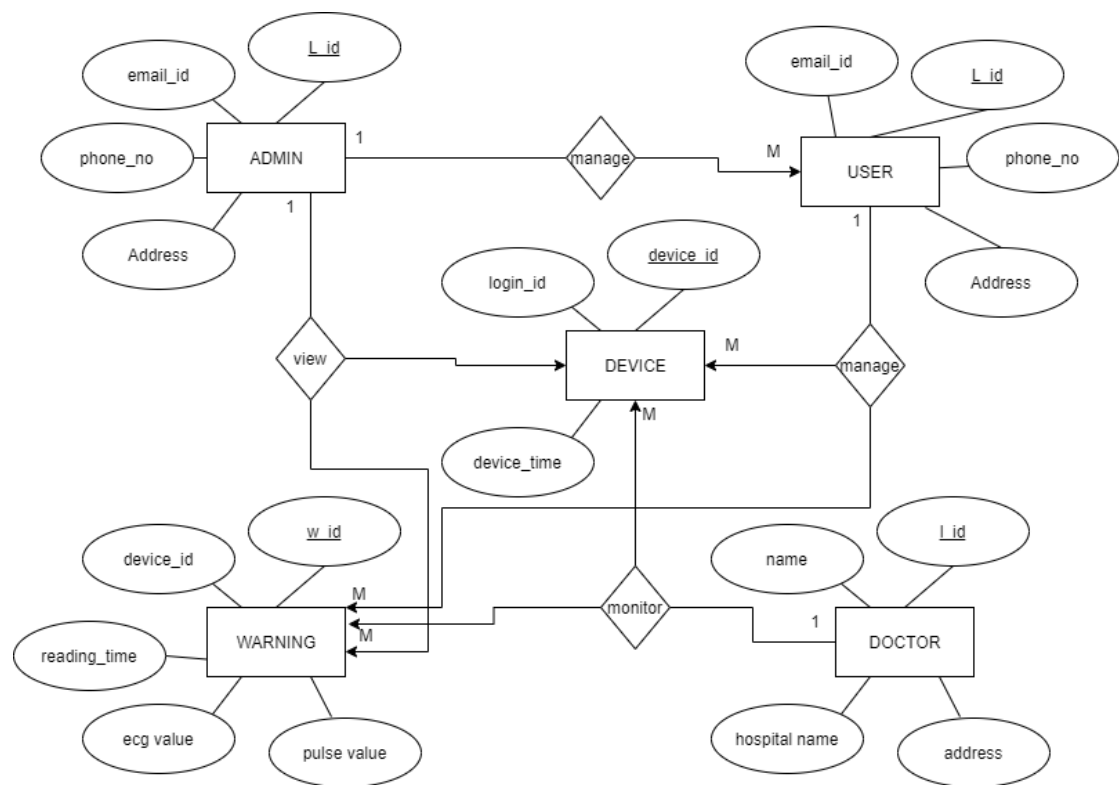 L_id
email_id
email_id
L_id
1
ADMIN
phone_no
manage
M
USER
phone_no
1
1
Address
device_id
login_id
Address
view
DEVICE
M
manage
M
device_time
w_id
l_id
device_id
name
M
monitor
M
1
WARNING
DOCTOR
reading_time
ecg value
pulse value
hospital name
address